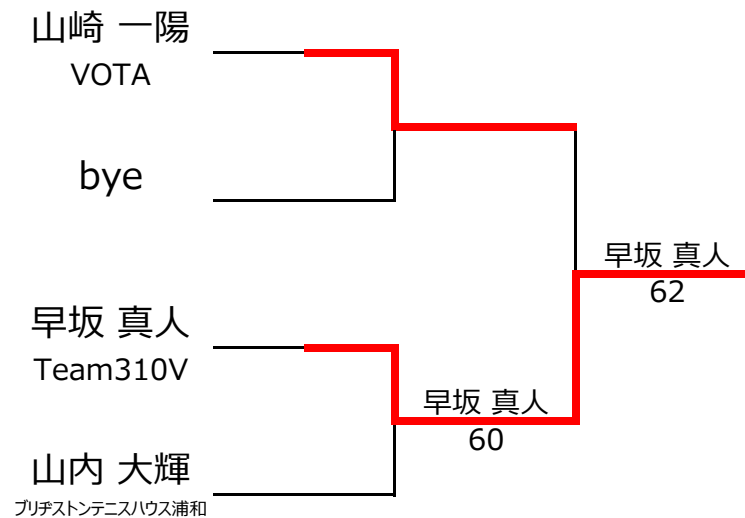 山崎 一陽
VOTA
bye
早坂 真人
Team310V
山内 大輝
ブリヂストンテニスハウス浦和
早坂 真人
60
早坂 真人
62